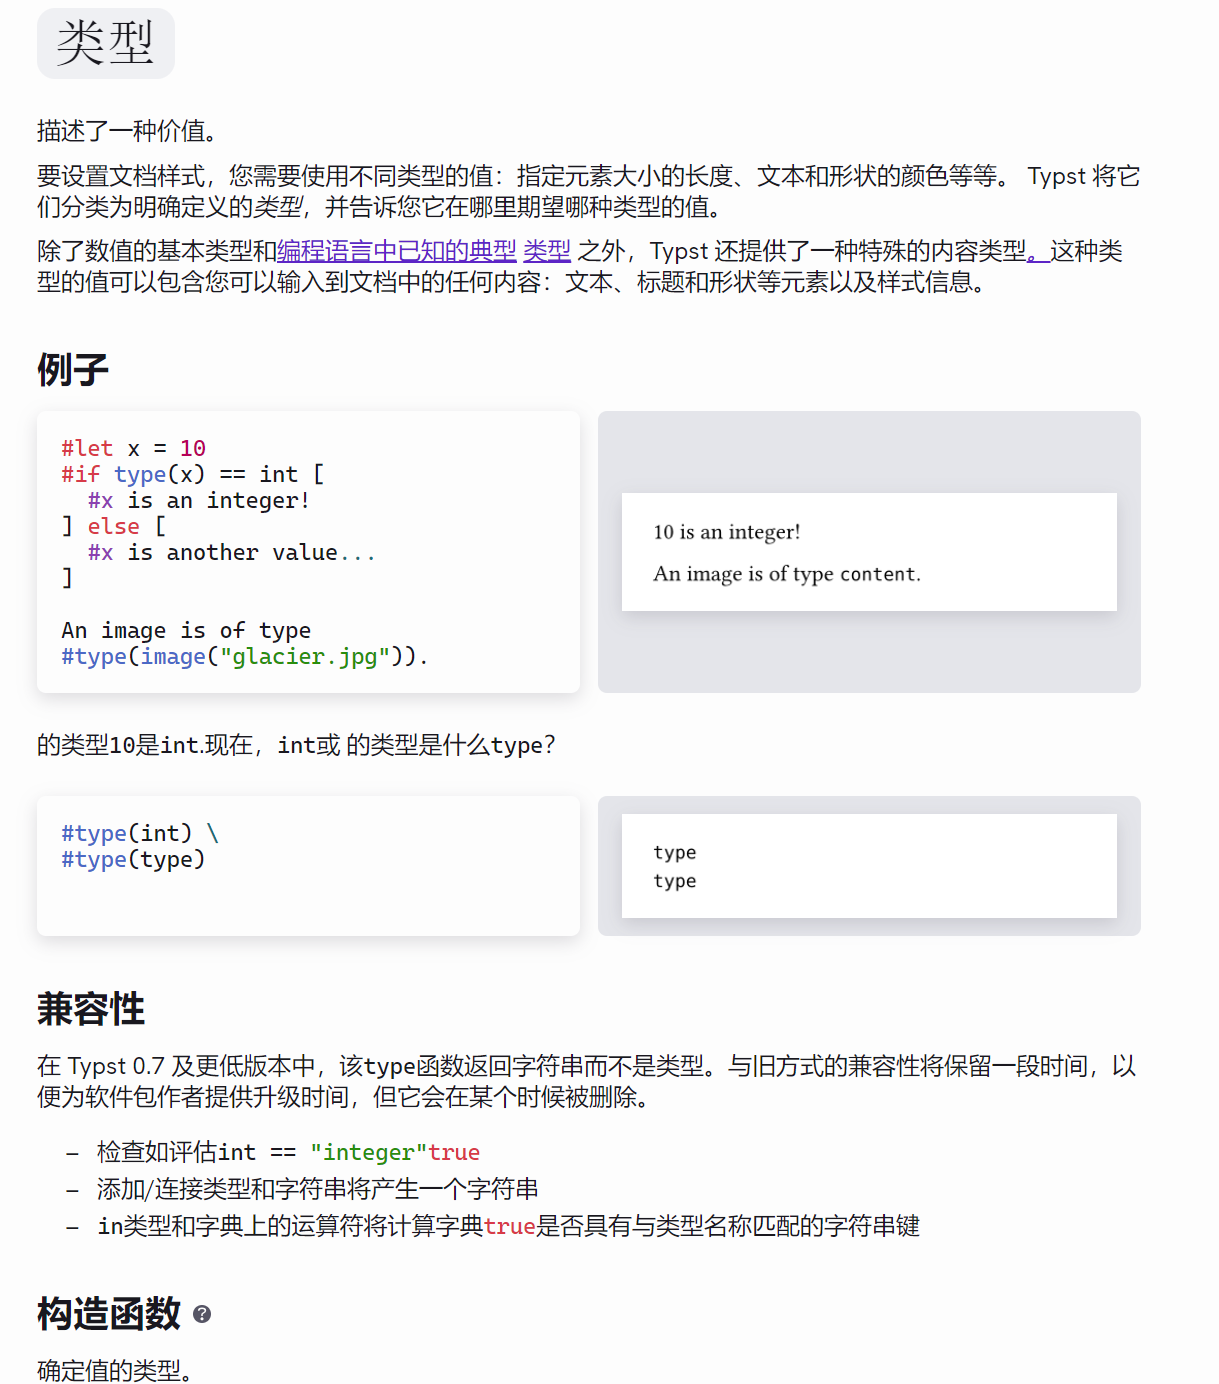 类型
描述了一种价值。
要设置文档样式，您需要使用不同类型的值：指定元素大小的长度、文本和形状的颜色等等。 Typst 将它
们分类为明确定义的类型，并告诉您它在哪里期望哪种类型的值。
除了数值的基本类型和编程语言中已知的典型 类型 之外，Typst 还提供了一种特殊的内容类型。这种类
型的值可以包含您可以输入到文档中的任何内容：文本、标题和形状等元素以及样式信息。
例子
#let x = 10
#if type(x) == int [
  #x is an integer!
] else [
  #x is another value...
]
An image is of type
#type(image("glacier.jpg")).
10 is an integer!
An image is of type content.
的类型10是int.现在，int或 的类型是什么type？
#type(int) \
#type(type)
type
type
兼容性
在 Typst 0.7 及更低版本中，该type函数返回字符串而不是类型。与旧方式的兼容性将保留一段时间，以
便为软件包作者提供升级时间，但它会在某个时候被删除。
– 检查如评估int == "integer"true
– 添加/连接类型和字符串将产生一个字符串
– in类型和字典上的运算符将计算字典true是否具有与类型名称匹配的字符串键
构造函数 ?
确定值的类型。